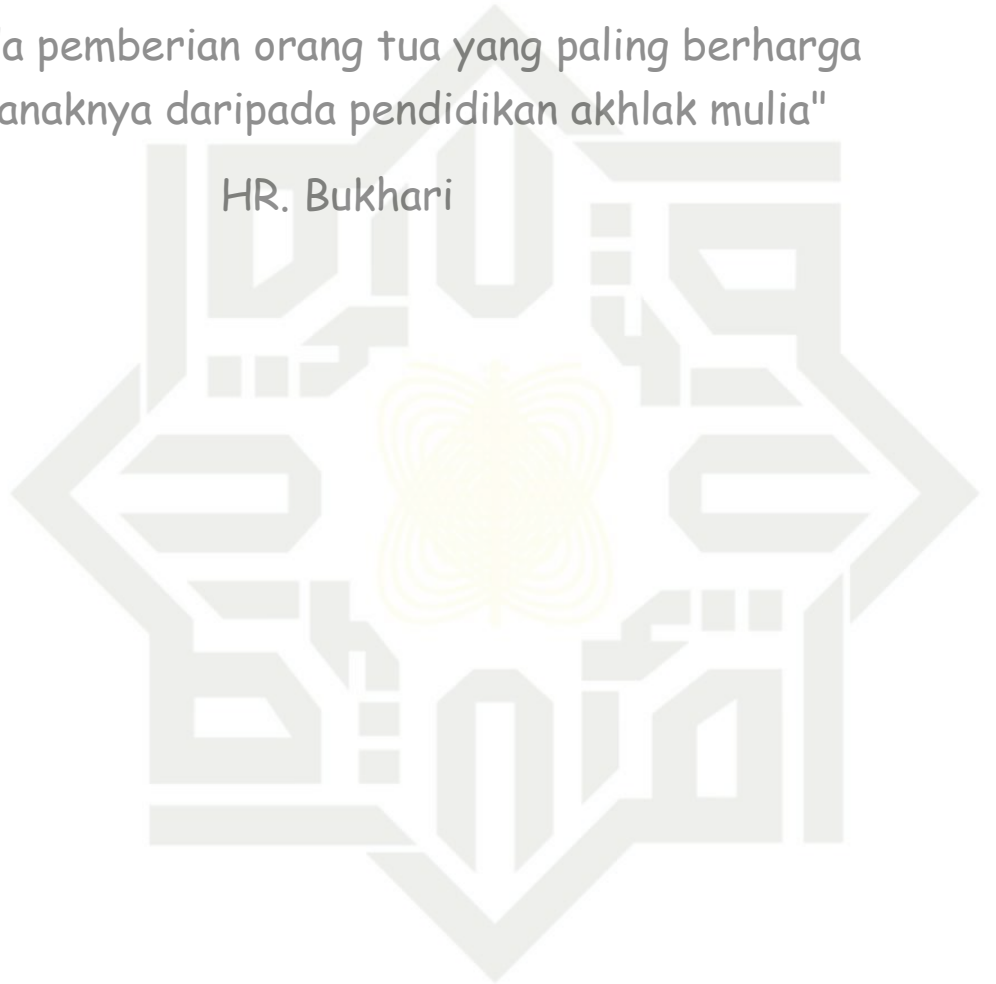 a pemberian orang tua yang paling berharga
anaknya daripada pendidikan akhlak mulia"
HR. Bukhari